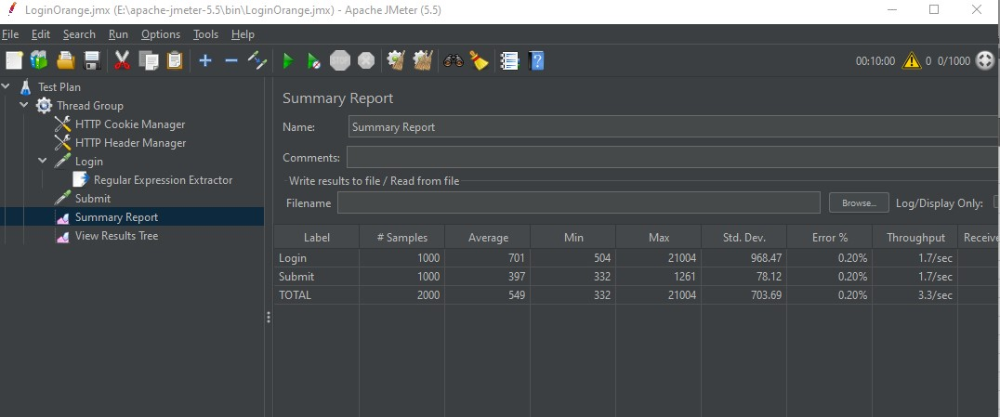 LoginOrange.jmx (E:\apache-jmeter-5.5\bin\LoginOrange.jmx) - Apache JMeter (5.5)
File Edit Search Run Options Tools Help
STOP 00:10:00 0 0/1000
Test Plan
Thread Group
HTTP Cookie Manager
HTTP Header Manager
Login
Regular Expression Extractor
Submit
Summary Report
View Results Tree
Summary Report
Name: Summary Report
Comments:
Write results to file / Read from file
Filename Browse... Log/Display Only:
Label # Samples Average Min Max Std. Dev. Error % Throughput Receive
Login 1000 701 504 21004 968.47 0.20% 1.7/sec
Submit 1000 397 332 1261 78.12 0.20% 1.7/sec
TOTAL 2000 549 332 21004 703.69 0.20% 3.3/sec